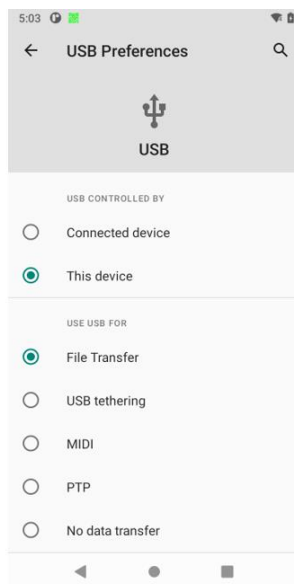 5:03
USB Preferences
USB
USB CONTROLLED BY
Connected device
This device
USE USB FOR
File Transfer
USB tethering
MIDI
PTP
No data transfer